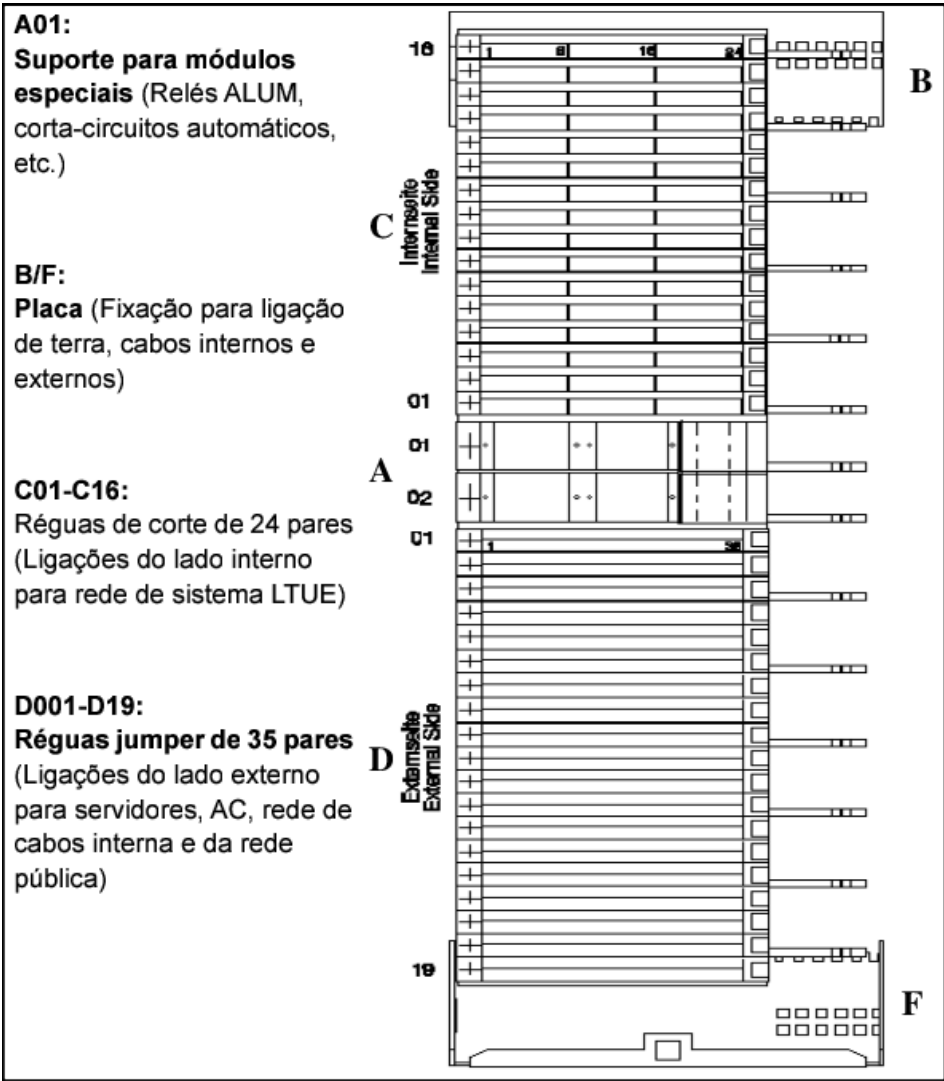 A01:
Suporte para módulos
especiais (Relés ALUM,
corta-circuitos automáticos,
etc.)
B/F:
Placa (Fixação para ligação
de terra, cabos internos e
externos)
C01-C16:
Réguas de corte de 24 pares
(Ligações do lado interno
para rede de sistema LTUE)
D001-D19:
Réguas jumper de 35 pares
(Ligações do lado externo
para servidores, AC, rede de
cabos interna e da rede
pública)
16
1 8 16 24
B
C
Internseite
Internal Side
01
A
01
02
01
1 35
D
Externseite
External Side
19
F